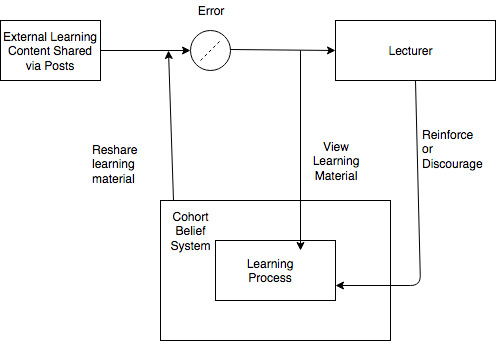 Error
External Learning
Content Shared
via Posts
Lecturer
Reshare
learning
material
View
Learning
Material
Reinforce
or
Discourage
Cohort
Belief
System
Learning
Process